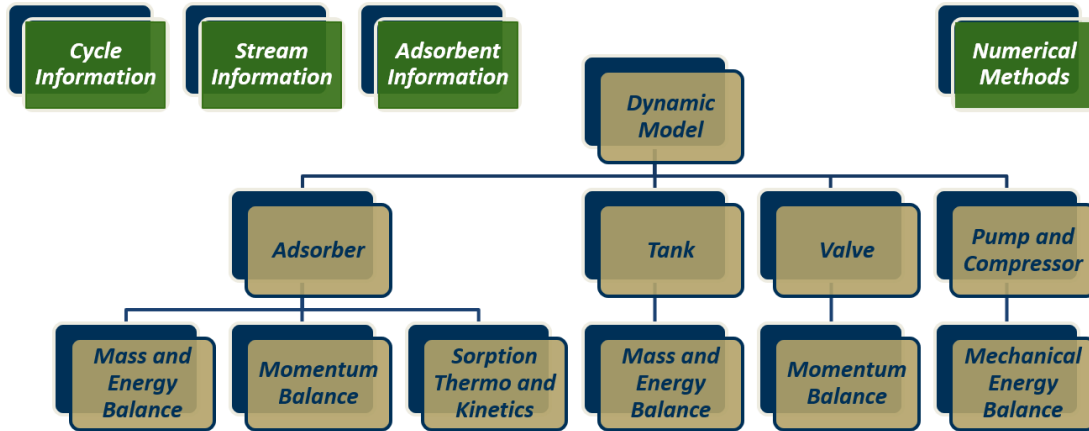 Cycle
Information
Stream
Information
Adsorbent
Information
Numerical
Methods
Dynamic
Model
Adsorber
Tank
Valve
Pump and
Compressor
Mass and
Energy
Balance
Momentum
Balance
Sorption
Thermo and
Kinetics
Mass and
Energy
Balance
Momentum
Balance
Mechanical
Energy
Balance